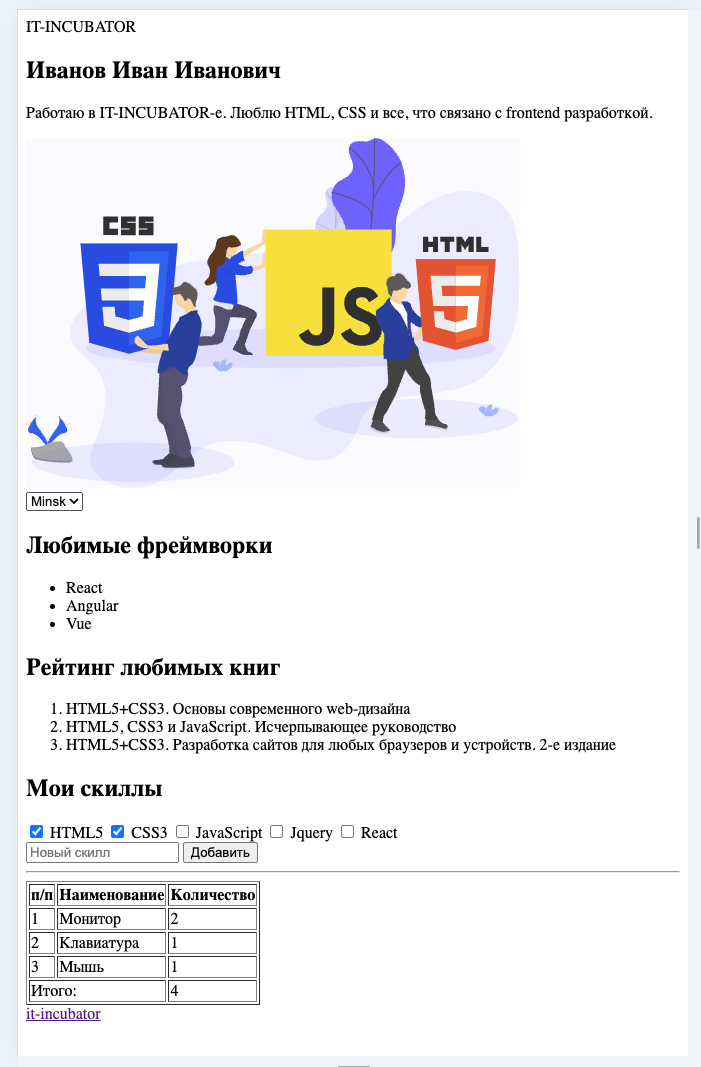 IT-INCUBATOR
Иванов Иван Иванович
Работаю в IT-INCUBATOR-е. Люблю HTML, CSS и все, что связано с frontend разработкой.
CSS
HTML
JS
Minsk
Любимые фреймворки
React
Angular
Vue
Рейтинг любимых книг
1. HTML5+CSS3. Основы современного web-дизайна
2. HTML5, CSS3 и JavaScript. Исчерпывающее руководство
3. HTML5+CSS3. Разработка сайтов для любых браузеров и устройств. 2-е издание
Мои скиллы
HTML5 CSS3 JavaScript Jquery React
Новый скилл Добавить
п/п Наименование Количество
1 Монитор 2
2 Клавиатура 1
3 Мышь 1
Итого: 4
it-incubator